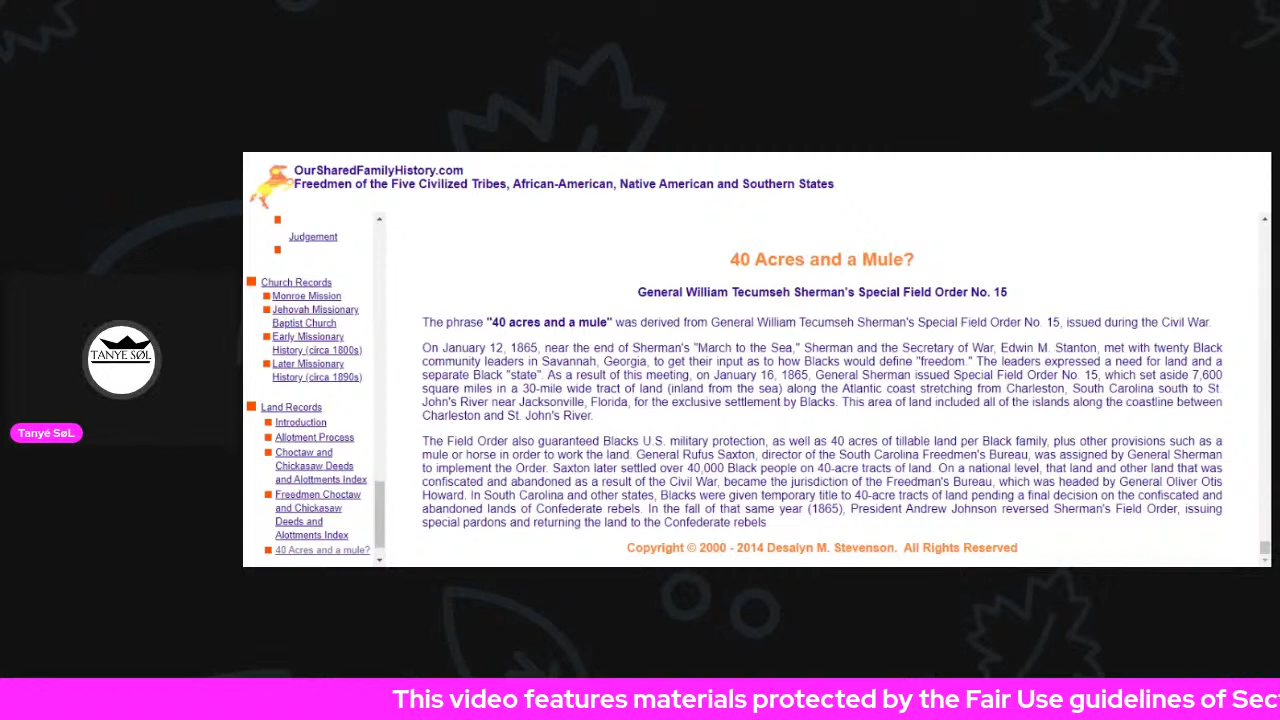 OurSharedFamilyHistory.com
Freedmen of the Five Civilized Tribes, African-American, Native American and Southern States
Judgement
Church Records
Monroe Mission
Jehovah Missionary
Baptist Church
Early Missionary
History (circa 1800s)
Later Missionary
History (circa 1890s)
Land Records
Introduction
Allotment Process
Choctaw and
Chickasaw Deeds
and Allottments Index
Freedmen Choctaw
and Chickasaw
Deeds and
Alottments Index
40 Acres and a mule?
40 Acres and a Mule?
General William Tecumseh Sherman's Special Field Order No. 15
The phrase "40 acres and a mule" was derived from General William Tecumseh Sherman's Special Field Order No. 15, issued during the Civil War.
On January 12, 1865, near the end of Sherman's "March to the Sea," Sherman and the Secretary of War, Edwin M. Stanton, met with twenty Black
community leaders in Savannah, Georgia, to get their input as to how Blacks would define "freedom." The leaders expressed a need for land and a
separate Black "state". As a result of this meeting, on January 16, 1865, General Sherman issued Special Field Order No. 15, which set aside 7,600
square miles in a 30-mile wide tract of land (inland from the sea) along the Atlantic coast stretching from Charleston, South Carolina south to St.
John's River near Jacksonville, Florida, for the exclusive settlement by Blacks. This area of land included all of the islands along the coastline between
Charleston and St. John's River.
The Field Order also guaranteed Blacks U.S. military protection, as well as 40 acres of tillable land per Black family, plus other provisions such as a
mule or horse in order to work the land. General Rufus Saxton, director of the South Carolina Freedmen's Bureau, was assigned by General Sherman
to implement the Order. Saxton later settled over 40,000 Black people on 40-acre tracts of land. On a national level, that land and other land that was
confiscated and abandoned as a result of the Civil War, became the jurisdiction of the Freedmen's Bureau, which was headed by General Oliver Otis
Howard. In South Carolina and other states, Blacks were given temporary title to 40-acre tracts of land pending a final decision on the confiscated and
abandoned lands of Confederate rebels. In the fall of that same year (1865), President Andrew Johnson reversed Sherman's Field Order, issuing
special pardons and returning the land to the Confederate rebels
Copyright © 2000 - 2014 Desalyn M. Stevenson. All Rights Reserved
TANYE SØL
Tanyé SøL
This video features materials protected by the Fair Use guidelines of Sec